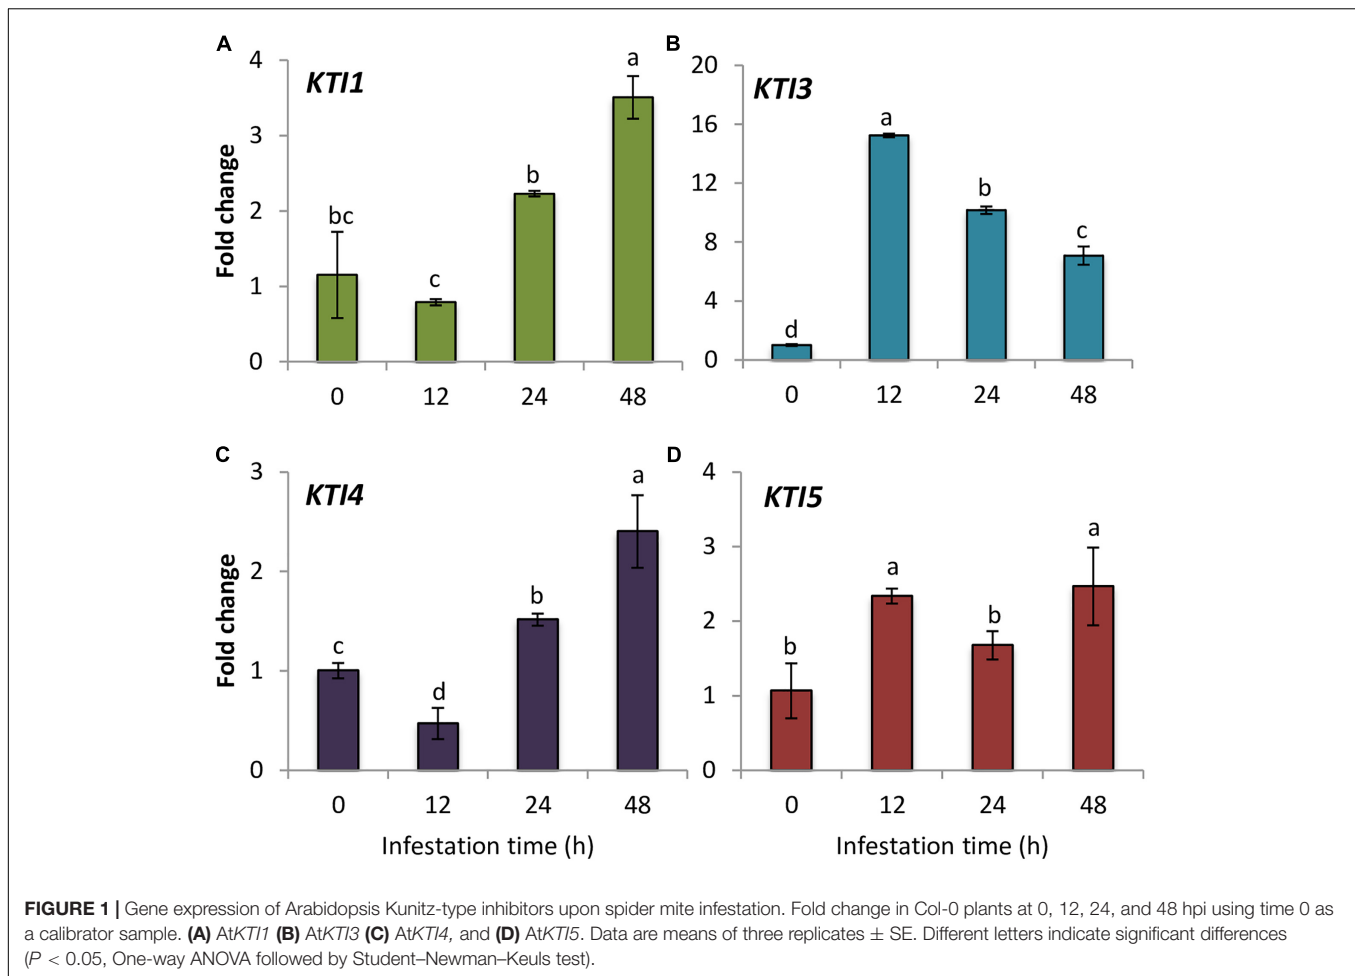 A
KTI1
Fold change
4
3
2
1
0
bc
c
b
a
0 12 24 48
B
KTI3
20
16
12
8
4
0
d
a
b
c
0 12 24 48
C
KTI4
Fold change
3
2
1
0
c
d
b
a
0 12 24 48
Infestation time (h)
D
KTI5
4
3
2
1
0
b
a
b
a
0 12 24 48
Infestation time (h)
FIGURE 1 | Gene expression of Arabidopsis Kunitz-type inhibitors upon spider mite infestation. Fold change in Col-0 plants at 0, 12, 24, and 48 hpi using time 0 as
a calibrator sample. (A) AtKTI1 (B) AtKTI3 (C) AtKTI4, and (D) AtKTI5. Data are means of three replicates ± SE. Different letters indicate significant differences
(P < 0.05, One-way ANOVA followed by Student–Newman–Keuls test).